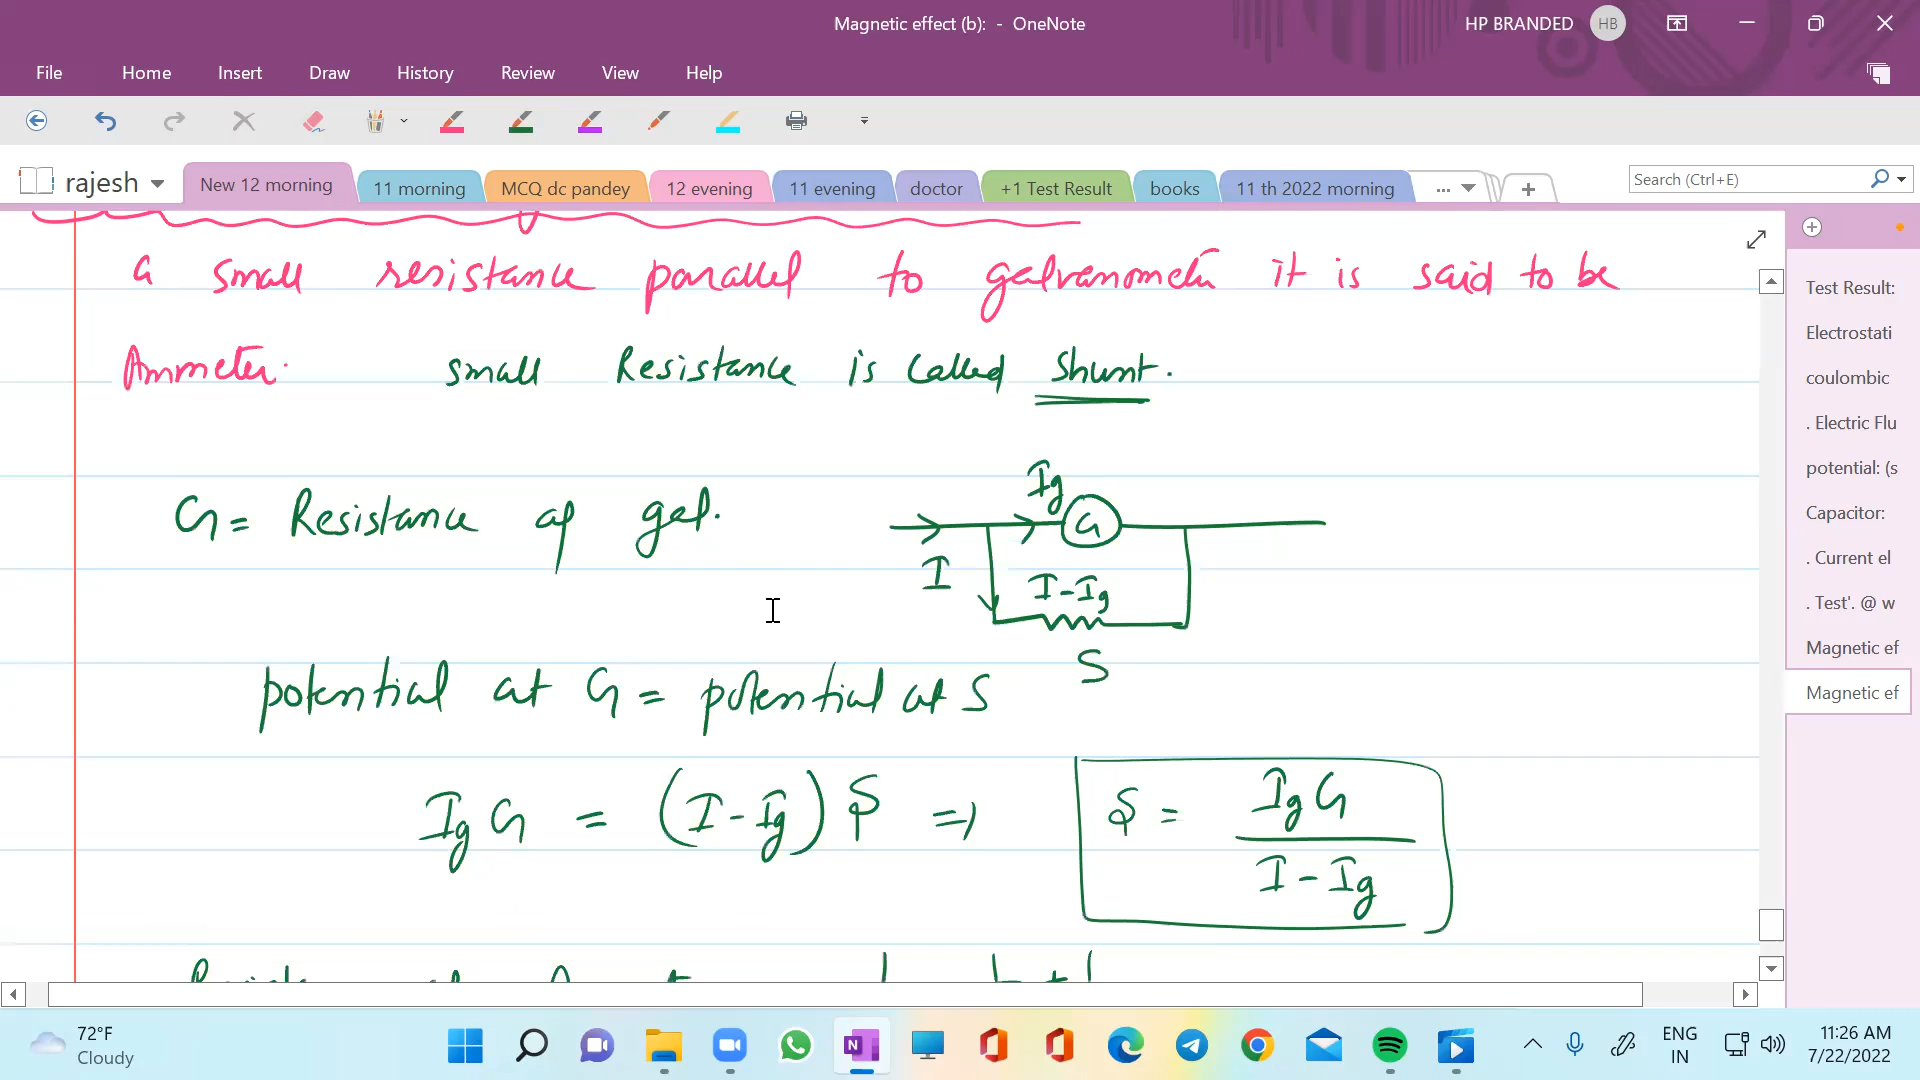 Magnetic effect (b): - OneNote
HP BRANDED HB
File Home Insert Draw History Review View Help
rajesh New 12 morning 11 morning MCQ dc pandey 12 evening 11 evening doctor +1 Test Result books 11 th 2022 morning ... +
Search (Ctrl+E)
a small resistance parallel to galvanometer it is said to be
Ammeter. small Resistance is called Shunt.
G = Resistance of gal.
Ig
G
I
I-Ig
S
potential at G = potential at S
Ig G = (I - Ig) S ⇒ S = Ig G / I - Ig
Test Result:
Electrostati
coulombic
. Electric Flu
potential: (s
Capacitor:
. Current el
. Test'. @ w
Magnetic ef
Magnetic ef
72°F
Cloudy
ENG
IN
11:26 AM
7/22/2022